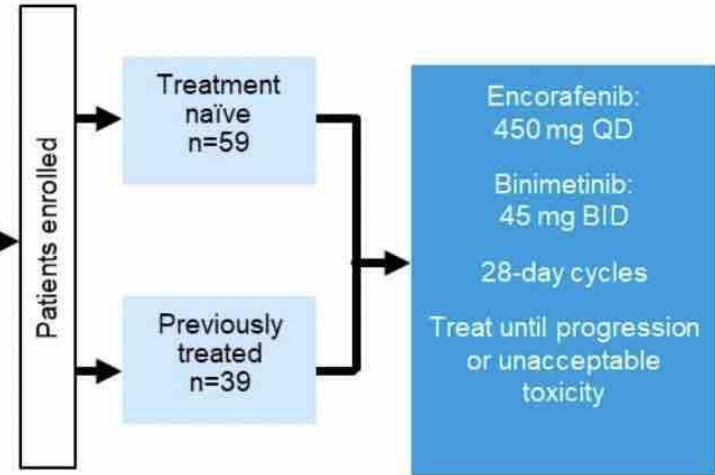 Patients enrolled
Treatment
naïve
n=59
Previously
treated
n=39
Encorafenib:
450 mg QD
Binimetinib:
45 mg BID
28-day cycles
Treat until progression
or unacceptable
toxicity